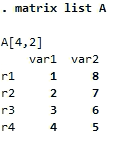 . matrix list A
A[4,2]
var1 var2
r1 1 8
r2 2 7
r3 3 6
r4 4 5